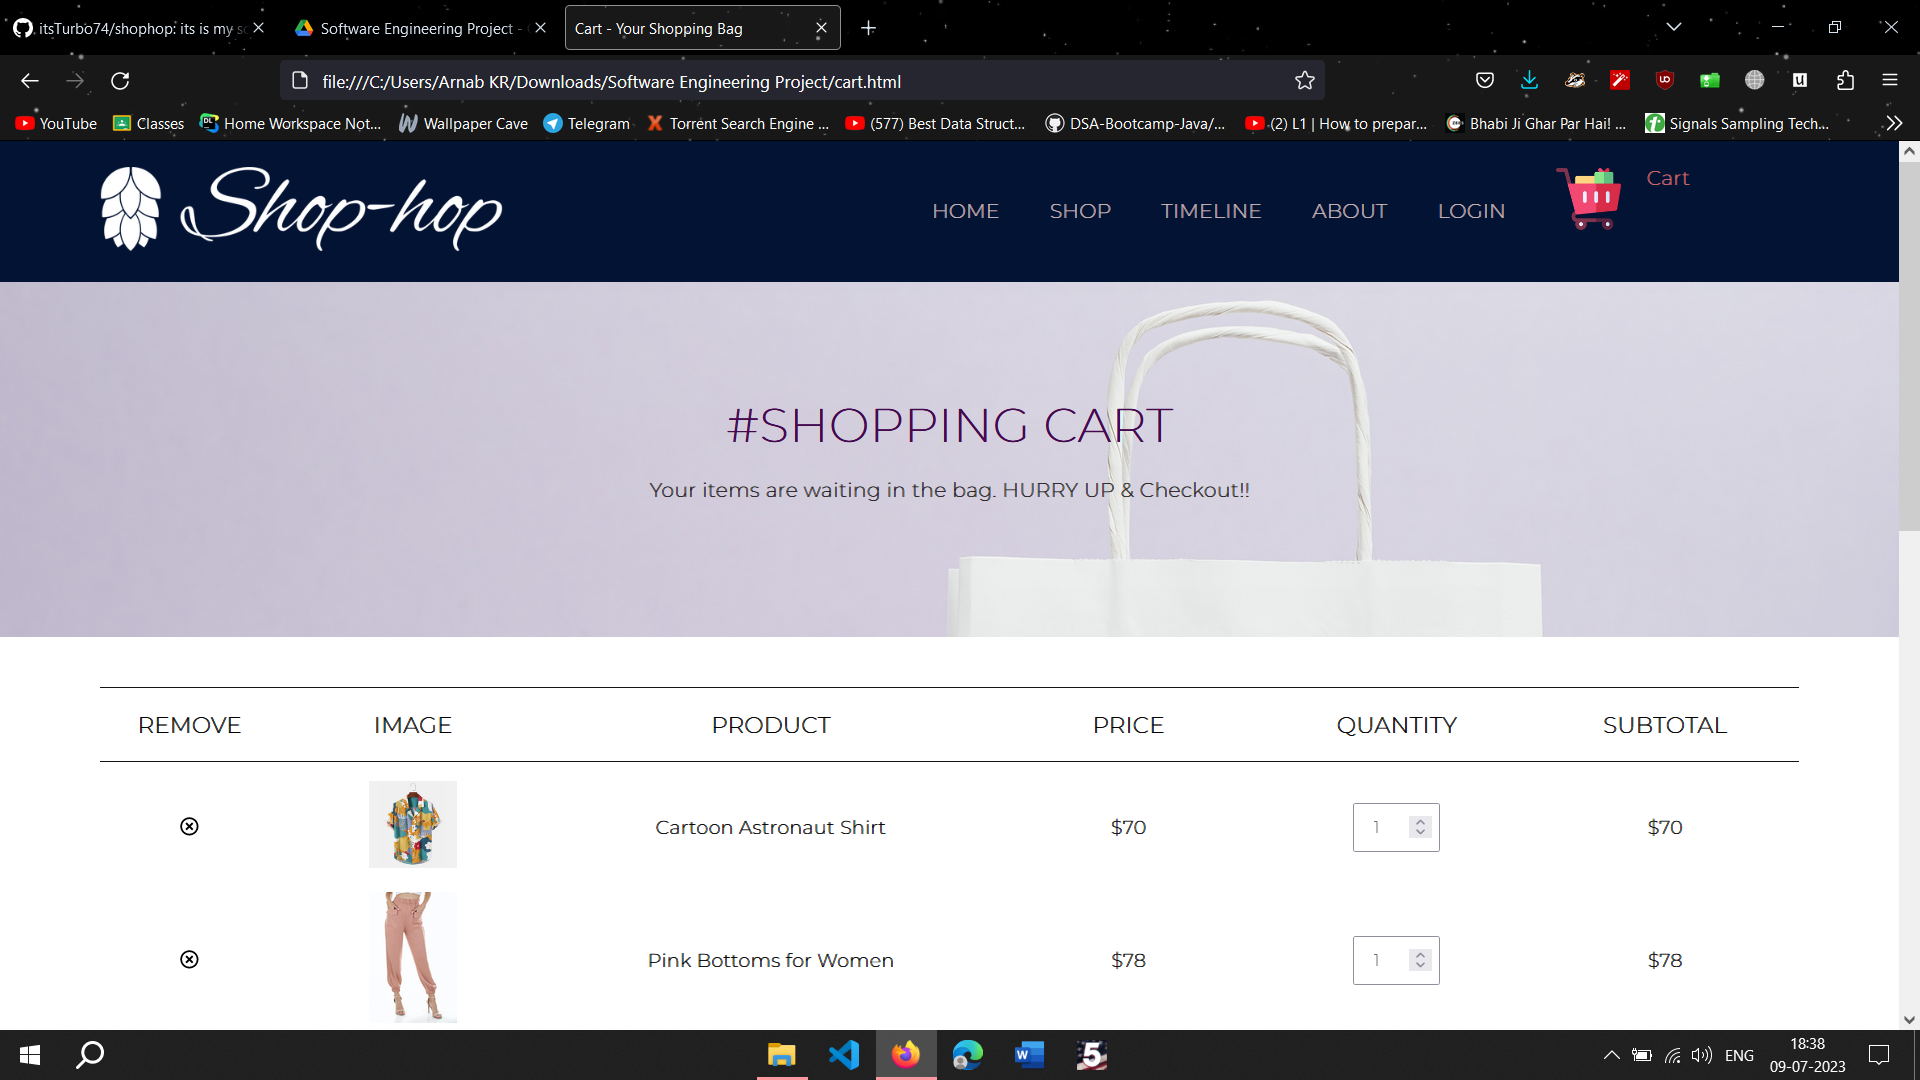 itsTurbo74/shophop: its is my sc
Software Engineering Project -
Cart - Your Shopping Bag
file:///C:/Users/Arnab KR/Downloads/Software Engineering Project/cart.html
YouTube
Classes
Home Workspace Not...
Wallpaper Cave
Telegram
Torrent Search Engine ...
(577) Best Data Struct...
DSA-Bootcamp-Java/...
(2) L1 | How to prepar...
Bhabi Ji Ghar Par Hai! ...
Signals Sampling Tech...
Shop-hop
HOME
SHOP
TIMELINE
ABOUT
LOGIN
Cart
#SHOPPING CART
Your items are waiting in the bag. HURRY UP & Checkout!!
REMOVE IMAGE PRODUCT PRICE QUANTITY SUBTOTAL
Cartoon Astronaut Shirt $70 1 $70
Pink Bottoms for Women $78 1 $78
ENG
18:38
09-07-2023